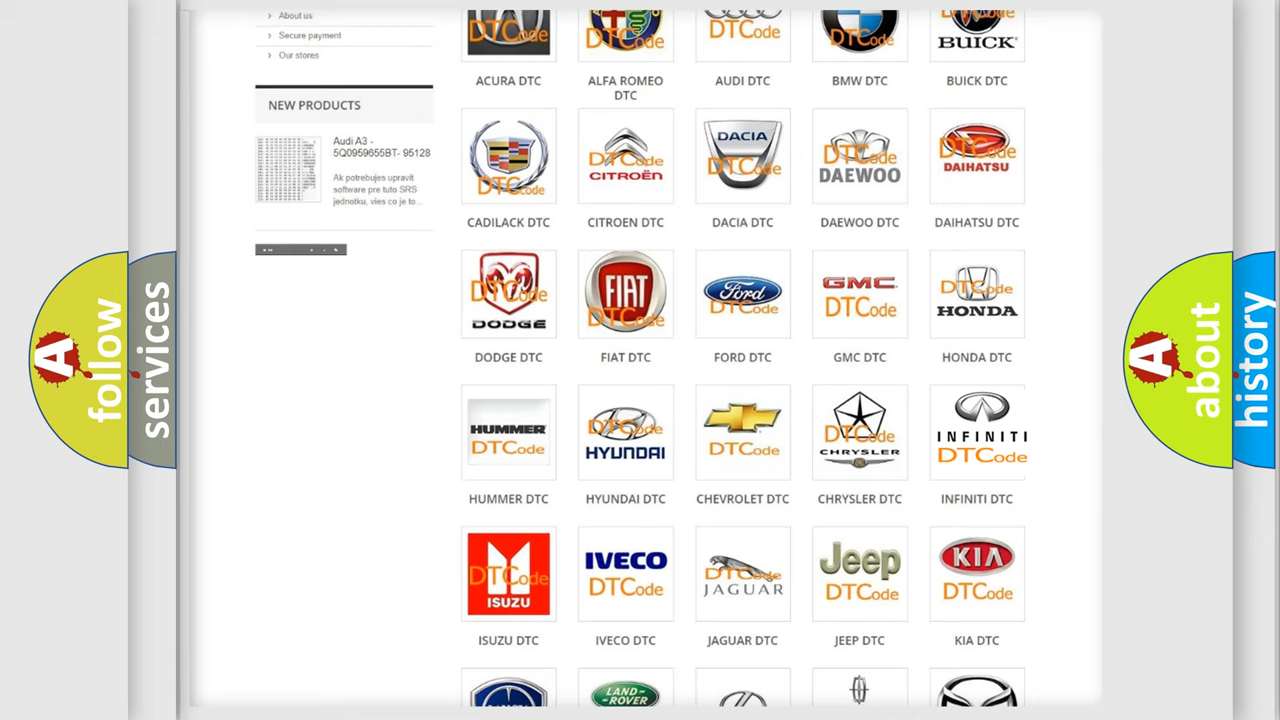 About us
Secure payment
Our stores
NEW PRODUCTS
Audi A3 -
5Q0959655BT- 95128
Ak potrebujes upravit
software pre tuto SRS
jednotku, vies co je to...
DTCode
DTCode
DTCode
DTCode
BUICK
ACURA DTC
ALFA ROMEO
DTC
AUDI DTC
BMW DTC
BUICK DTC
DTCode
DTCode
CITROËN
DACIA
DTCode
DTCode
DAEWOO
DTCode
DAIHATSU
CADILACK DTC
CITROEN DTC
DACIA DTC
DAEWOO DTC
DAIHATSU DTC
DTCode
DODGE
FIAT
DTCode
Ford
DTCode
GMC
DTCode
DTCode
HONDA
DODGE DTC
FIAT DTC
FORD DTC
GMC DTC
HONDA DTC
HUMMER
DTCode
DTCode
HYUNDAI
DTCode
DTCode
CHRYSLER
INFINITI
DTCode
HUMMER DTC
HYUNDAI DTC
CHEVROLET DTC
CHRYSLER DTC
INFINITI DTC
DTCode
ISUZU
IVECO
DTCode
DTCode
JAGUAR
Jeep
DTCode
KIA
DTCode
ISUZU DTC
IVECO DTC
JAGUAR DTC
JEEP DTC
KIA DTC
LAND-
ROVER
A
follow
services
A
about
history